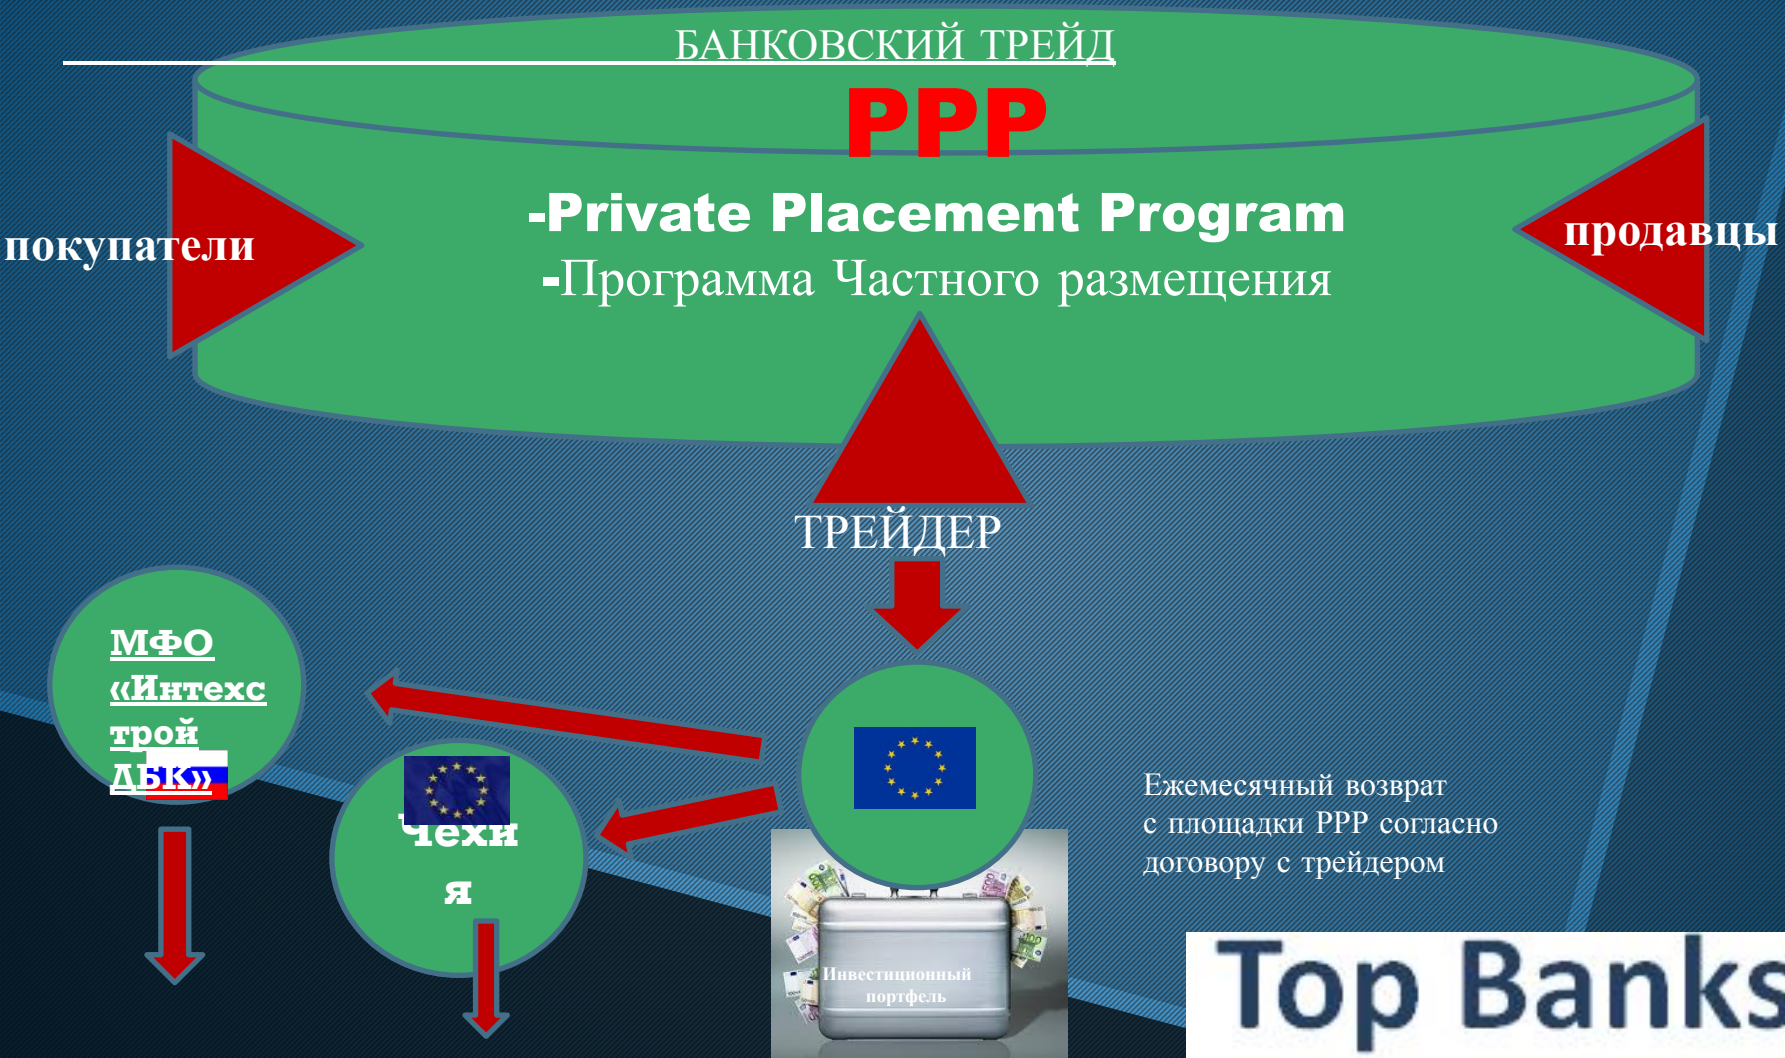 БАНКОВСКИЙ ТРЕЙД
PPP
-Private Placement Program
-Программа Частного размещения
покупатели
продавцы
ТРЕЙДЕР
МФО
«Интехс
трой
ДБК»
Чехи
я
Ежемесячный возврат
с площадки PPP согласно
договору с трейдером
Инвестиционный
портфель
Top Banks